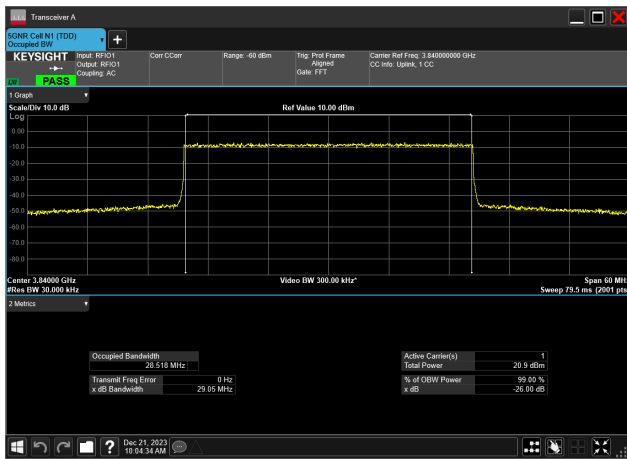 Transceiver A
5GNR Cell N1 (TDD)
Occupied BW
KEYSIGHT
LNI PASS
Input: RFIO1
Output: RFIO1
Coupling: AC
Corr CCorr
Range: -60 dBm
Trig: Prot Frame
Aligned
Gate: FFT
Carrier Ref Freq: 3.840000000 GHz
CC Info: Uplink, 1 CC
1 Graph
Scale/Div 10.0 dB
Ref Value 10.00 dBm
Log
0.00
-10.0
-20.0
-30.0
-40.0
-50.0
-60.0
-70.0
-80.0
Center 3.84000 GHz
Video BW 300.00 kHz*
Span 60 MHz
#Res BW 30.000 kHz
Sweep 79.5 ms (2001 pts
2 Metrics
Occupied Bandwidth
28.518 MHz
Transmit Freq Error 0 Hz
x dB Bandwidth 29.05 MHz
Active Carrier(s) 1
Total Power 20.9 dBm
% of OBW Power 99.00 %
x dB -26.00 dB
Dec 21, 2023
10:04:34 AM